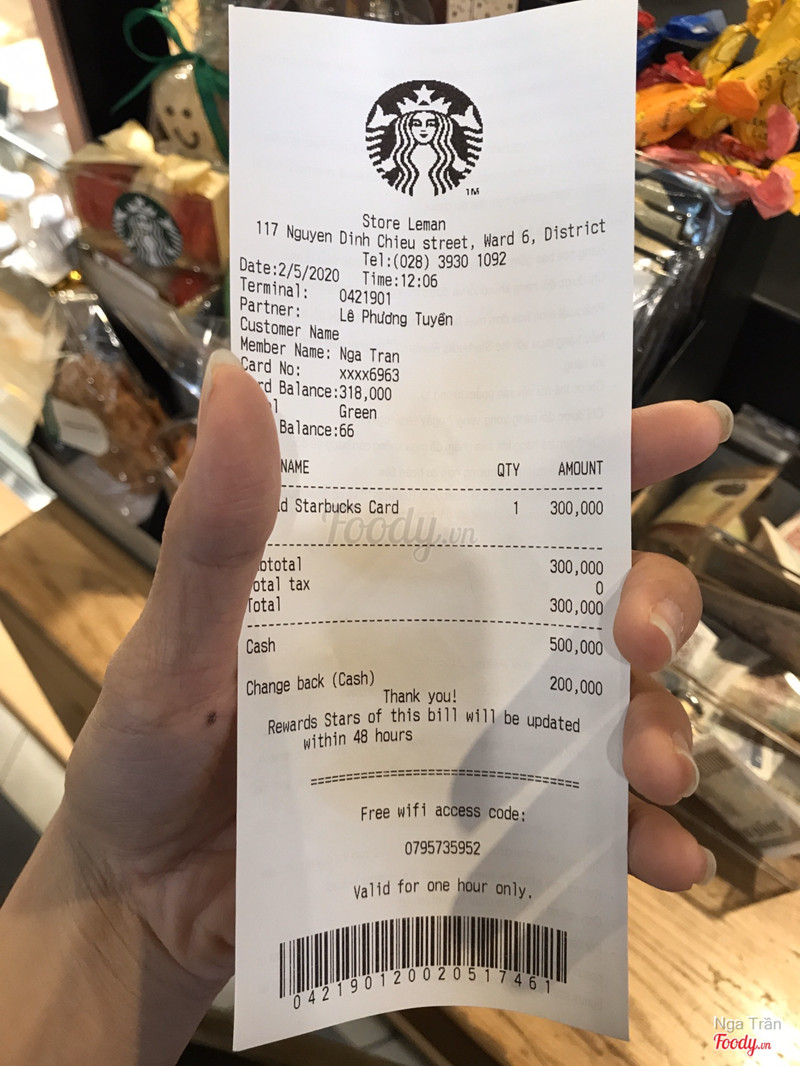 Store Leman
117 Nguyen Dinh Chieu street, Ward 6, District
Tel:(028) 3930 1092
Date:2/5/2020 Time:12:06
Terminal: 0421901
Partner: Lê Phương Tuyền
Customer Name
Member Name: Nga Tran
Card No: xxxx6963
rd Balance:318,000
l Green
Balance:66
NAME QTY AMOUNT
d Starbucks Card 1 300,000
Foody.vn
btotal 300,000
otal tax 0
Total 300,000
Cash 500,000
Change back (Cash) 200,000
Thank you!
Rewards Stars of this bill will be updated
within 48 hours
Free wifi access code:
0795735952
Valid for one hour only.
042190120020517461
Nga Trần
Foody.vn